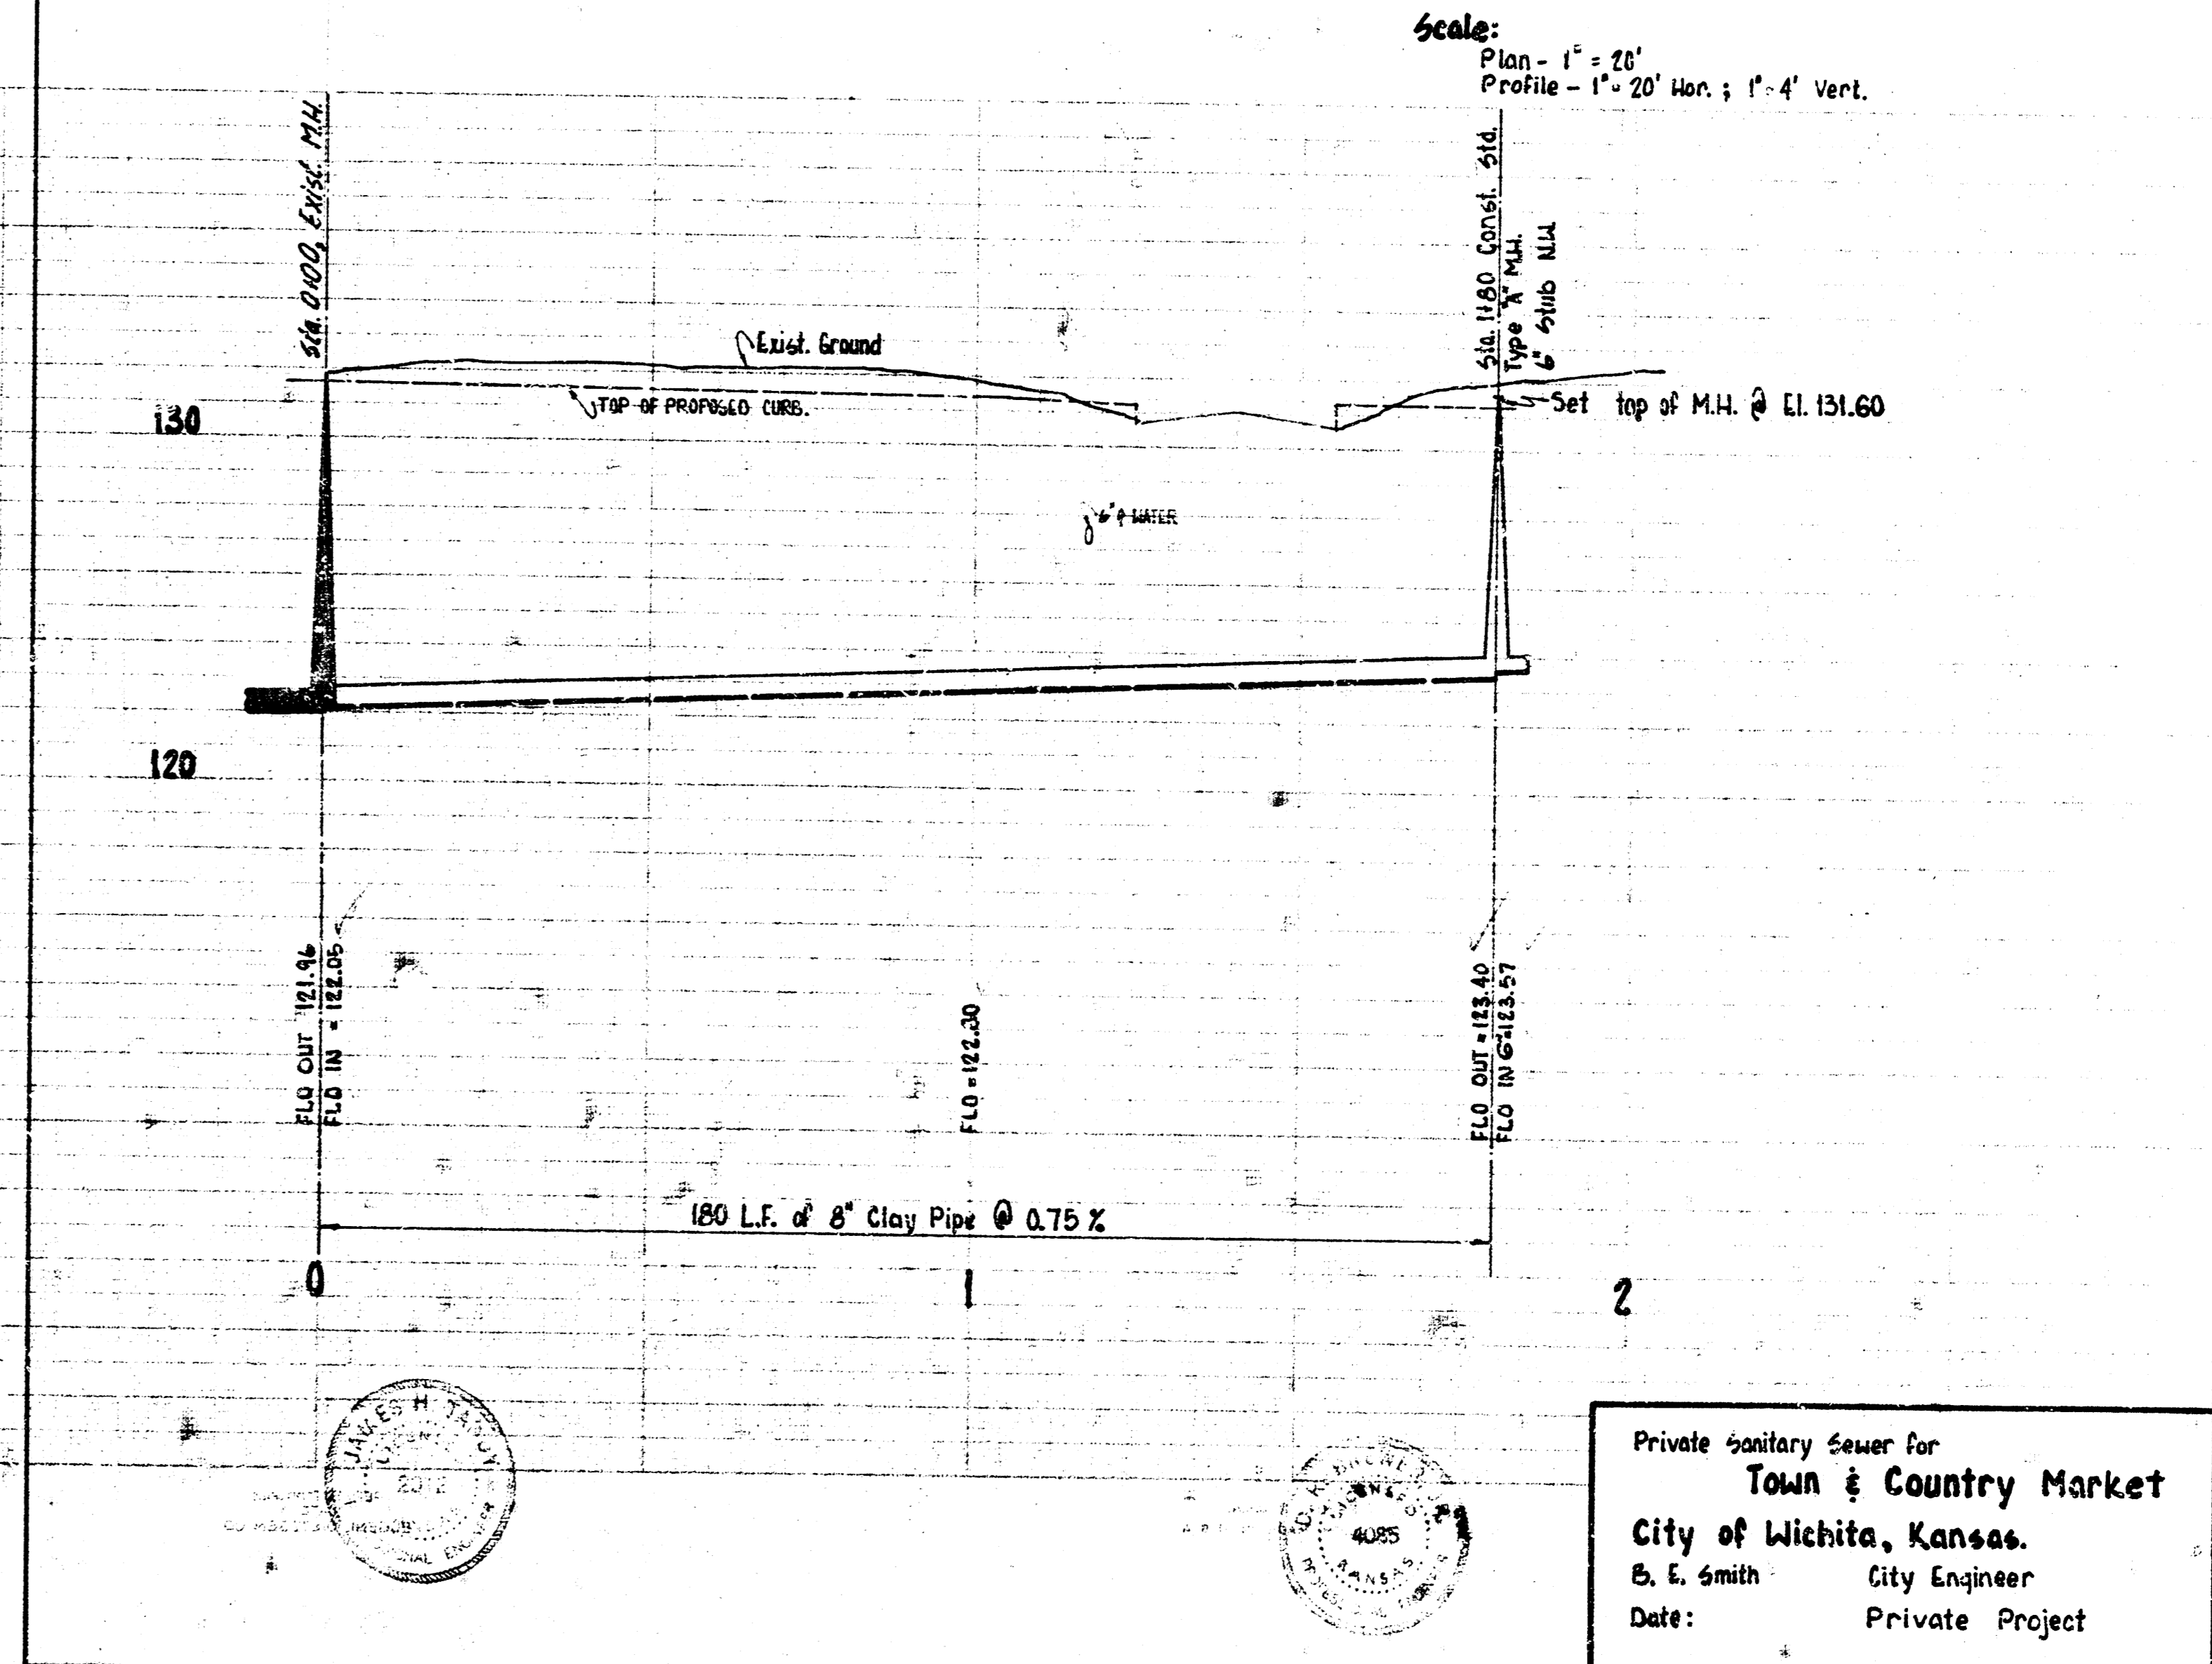 Scale:
Plan - 1" = 20'
Profile - 1" = 20' Hor. ; 1" = 4' Vert.
Sta. 0+00, Exist. M.H.
Sta. 1+80 Const. Std.
Type "A" M.H.
6" Stub N.W.
Exist. Ground
TOP OF PROPOSED CURB.
Set top of M.H. @ El. 131.60
130
6" φ WATER
120
FLO OUT = 121.96
FLO IN = 122.05
FLO = 122.80
FLO OUT = 123.40
FLO IN 6" = 123.57
180 L.F. of 8" Clay Pipe @ 0.75 %
0
1
2
JAMES H.
ENGINEER
LICENSED
4085
KANSAS
Private Sanitary Sewer for
Town & Country Market
City of Wichita, Kansas.
B. E. Smith City Engineer
Date: Private Project